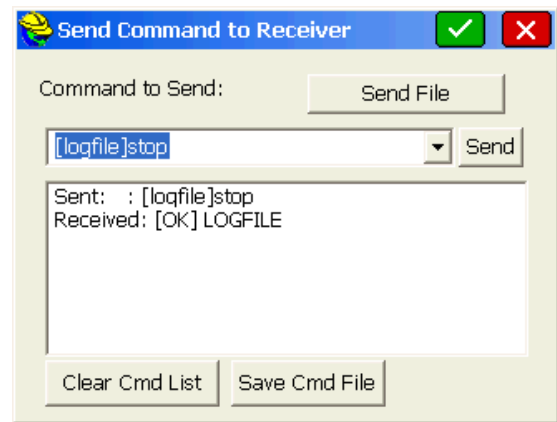 Send Command to Receiver
Command to Send:
Send File
[logfile]stop
Send
Sent:  : [logfile]stop
Received: [OK] LOGFILE
Clear Cmd List
Save Cmd File